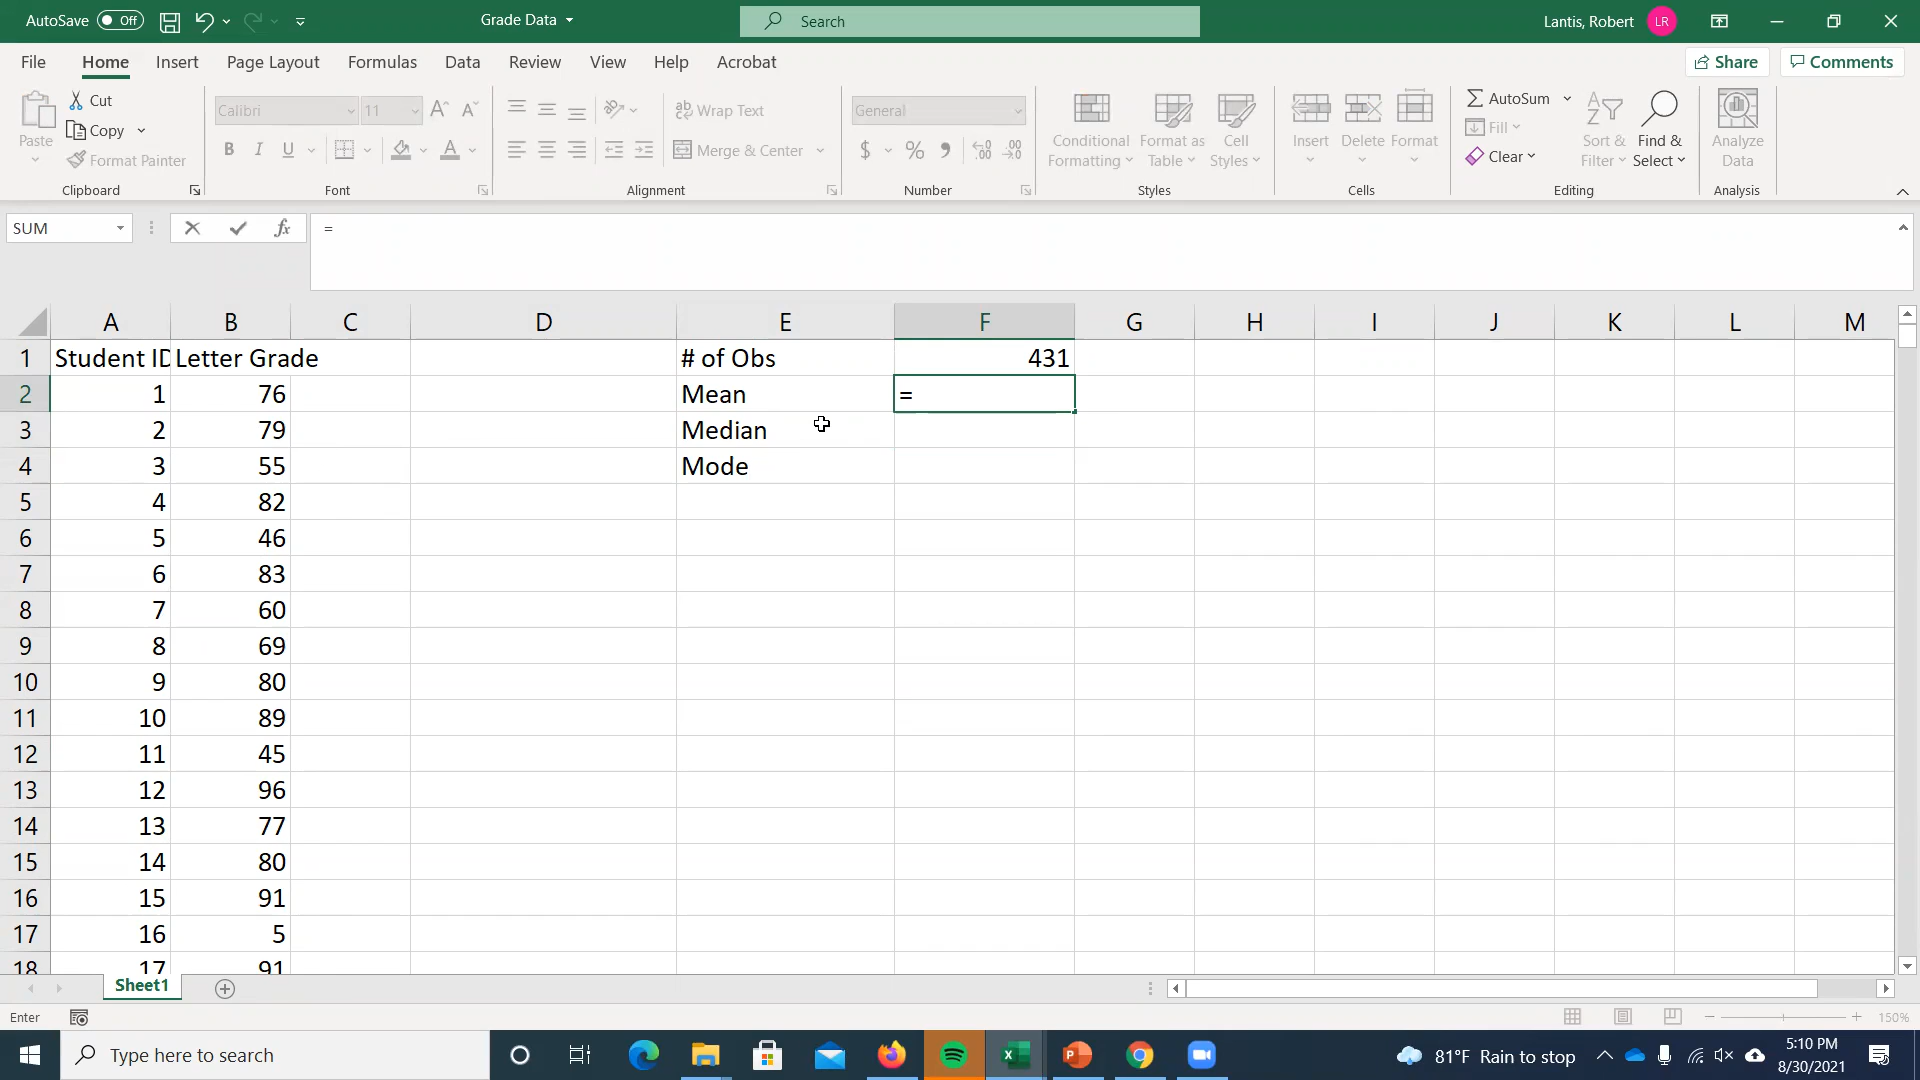 AutoSave Off Grade Data Search Lantis, Robert LR
File Home Insert Page Layout Formulas Data Review View Help Acrobat Share Comments
Paste Cut Copy Format Painter Clipboard
Calibri 11 A A B I U A Font
ab Wrap Text Merge & Center Alignment
General $ % 9 Number
Conditional Formatting Format as Table Cell Styles Styles
Insert Delete Format Cells
AutoSum Fill Clear Sort & Filter Find & Select Editing
Analyze Data Analysis
SUM fx =
A B C D E F G H I J K L M
1 Student ID Letter Grade # of Obs 431
2 1 76 Mean =
3 2 79 Median
4 3 55 Mode
5 4 82
6 5 46
7 6 83
8 7 60
9 8 69
10 9 80
11 10 89
12 11 45
13 12 96
14 13 77
15 14 80
16 15 91
17 16 5
18 17 91
Sheet1
Enter 150%
Type here to search 81°F Rain to stop 5:10 PM
8/30/2021